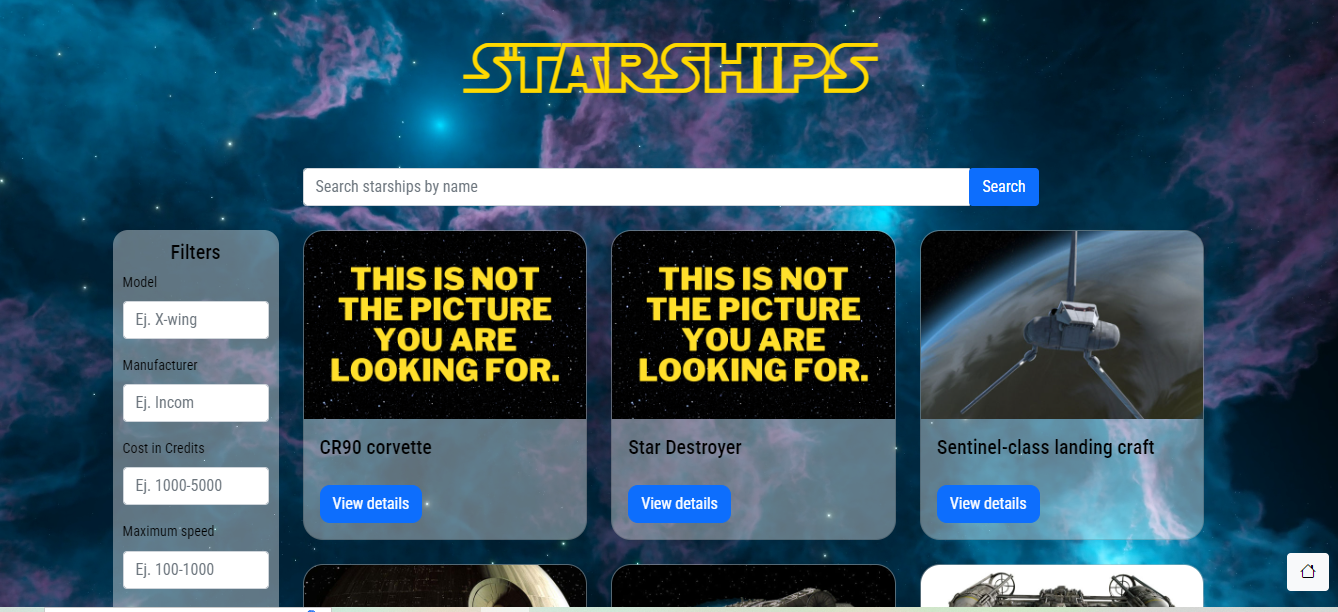 STARSHIPS
Search starships by name
Search
Filters
Model
Ej. X-wing
Manufacturer
Ej. Incom
Cost in Credits
Ej. 1000-5000
Maximum speed
Ej. 100-1000
THIS IS NOT
THE PICTURE
YOU ARE
LOOKING FOR.
CR90 corvette
View details
THIS IS NOT
THE PICTURE
YOU ARE
LOOKING FOR.
Star Destroyer
View details
Sentinel-class landing craft
View details